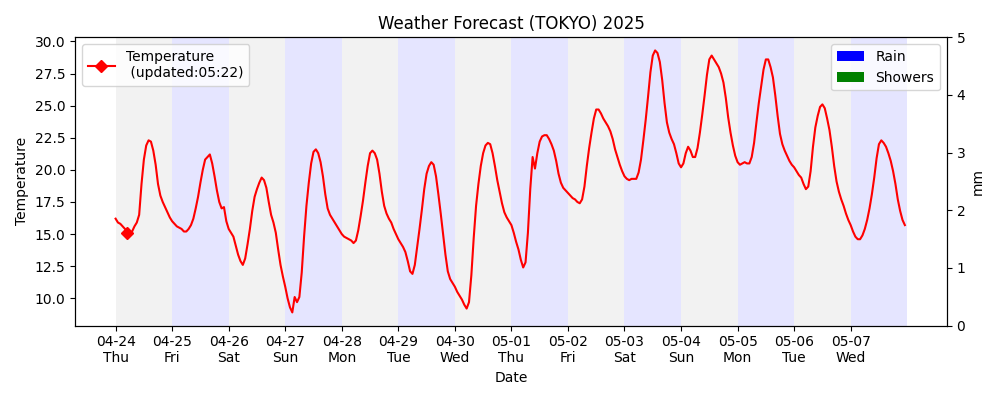 Weather Forecast (TOKYO) 2025
Temperature
(updated:05:22)
Rain
Showers
Temperature
30.0
27.5
25.0
22.5
20.0
17.5
15.0
12.5
10.0
5
4
3
2
1
0
mm
04-24 04-25 04-26 04-27 04-28 04-29 04-30 05-01 05-02 05-03 05-04 05-05 05-06 05-07
Thu Fri Sat Sun Mon Tue Wed Thu Fri Sat Sun Mon Tue Wed
Date